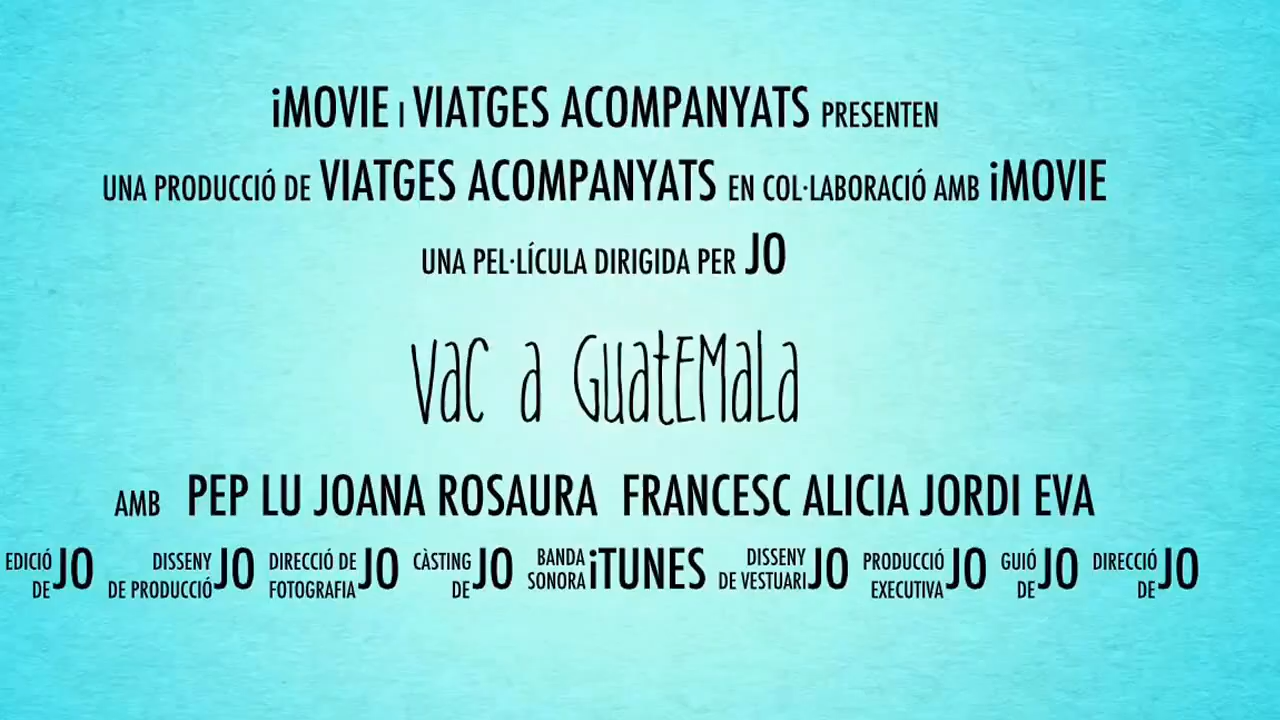 iMOVIE I VIATGES ACOMPANYATS PRESENTEN
UNA PRODUCCIÓ DE VIATGES ACOMPANYATS EN COL·LABORACIÓ AMB iMOVIE
UNA PEL·LÍCULA DIRIGIDA PER JO
Vac a GuatEMala
AMB PEP LU JOANA ROSAURA FRANCESC ALICIA JORDI EVA
EDICIÓ DE JO DISSENY DE PRODUCCIÓ JO DIRECCIÓ DE FOTOGRAFIA JO CÀSTING DE JO BANDA SONORA iTUNES DISSENY DE VESTUARI JO PRODUCCIÓ EXECUTIVA JO GUIÓ DE JO DIRECCIÓ DE JO